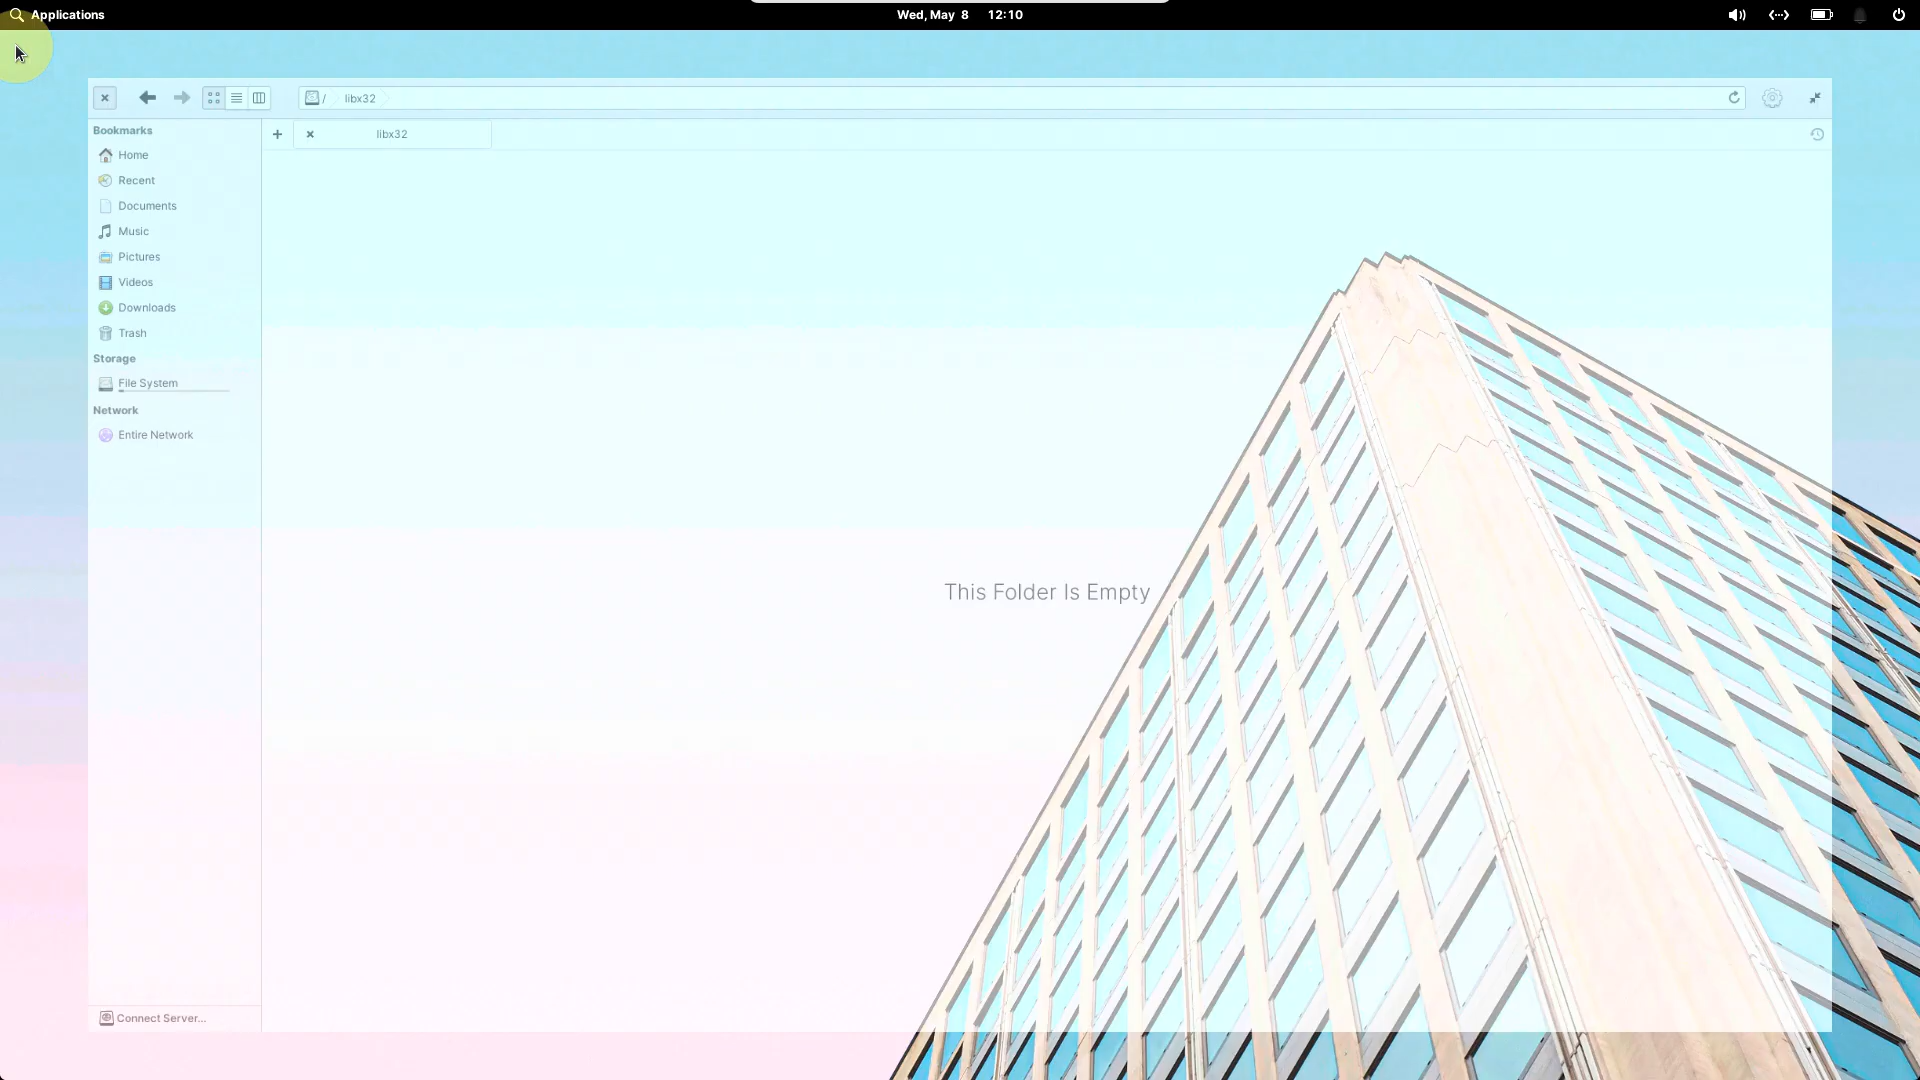 Applications
Wed, May 8 12:10
/ libx32
libx32
Bookmarks
Home
Recent
Documents
Music
Pictures
Videos
Downloads
Trash
Storage
File System
Network
Entire Network
This Folder Is Empty
Connect Server...